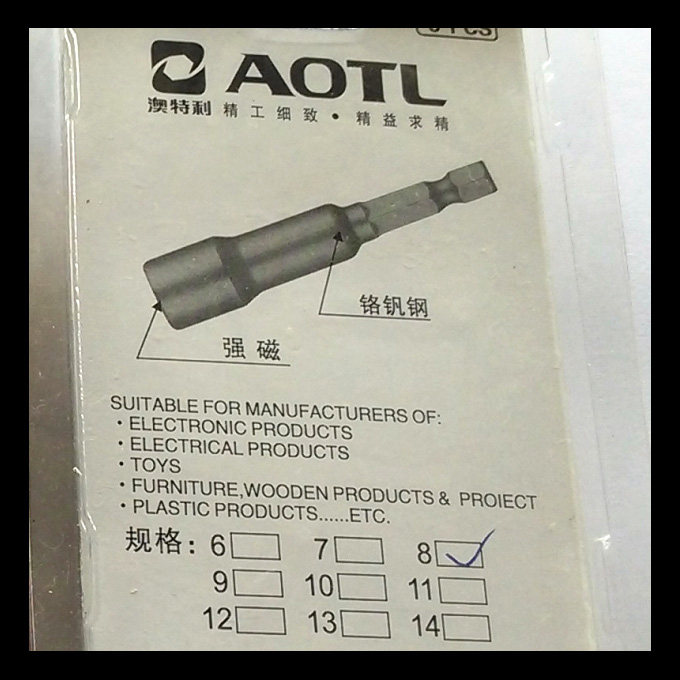 PCS
AOTL
澳特利 精工细致·精益求精
铬钒钢
强磁
SUITABLE FOR MANUFACTURERS OF:
·ELECTRONIC PRODUCTS
·ELECTRICAL PRODUCTS
·TOYS
·FURNITURE,WOODEN PRODUCTS & PROIECT
·PLASTIC PRODUCTS......ETC.
规格: 6 7 8
9 10 11
12 13 14